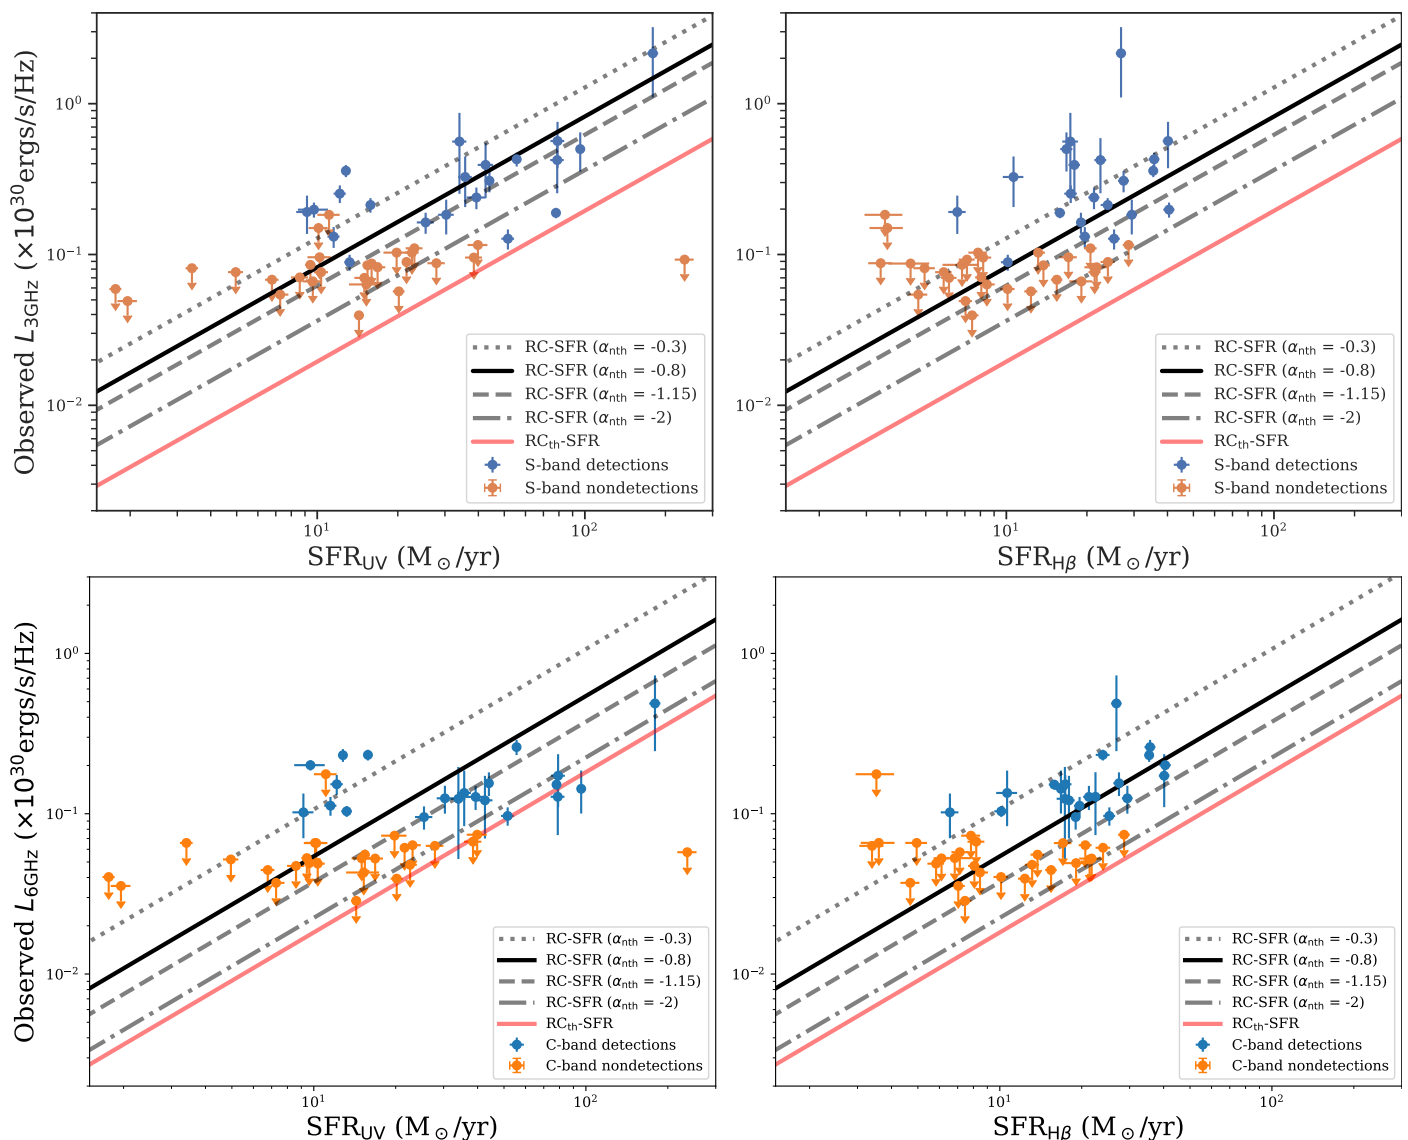 Observed L3GHz (×10^30 ergs/s/Hz)
10^0
10^-1
10^-2
RC-SFR (αnth = -0.3)
RC-SFR (αnth = -0.8)
RC-SFR (αnth = -1.15)
RC-SFR (αnth = -2)
RCth-SFR
S-band detections
S-band nondetections
10^1
10^2
SFRUV (M⊙/yr)
10^0
10^-1
10^-2
RC-SFR (αnth = -0.3)
RC-SFR (αnth = -0.8)
RC-SFR (αnth = -1.15)
RC-SFR (αnth = -2)
RCth-SFR
S-band detections
S-band nondetections
10^1
10^2
SFRHβ (M⊙/yr)
Observed L6GHz (×10^30 ergs/s/Hz)
10^0
10^-1
10^-2
RC-SFR (αnth = -0.3)
RC-SFR (αnth = -0.8)
RC-SFR (αnth = -1.15)
RC-SFR (αnth = -2)
RCth-SFR
C-band detections
C-band nondetections
10^1
10^2
SFRUV (M⊙/yr)
10^0
10^-1
10^-2
RC-SFR (αnth = -0.3)
RC-SFR (αnth = -0.8)
RC-SFR (αnth = -1.15)
RC-SFR (αnth = -2)
RCth-SFR
C-band detections
C-band nondetections
10^1
10^2
SFRHβ (M⊙/yr)